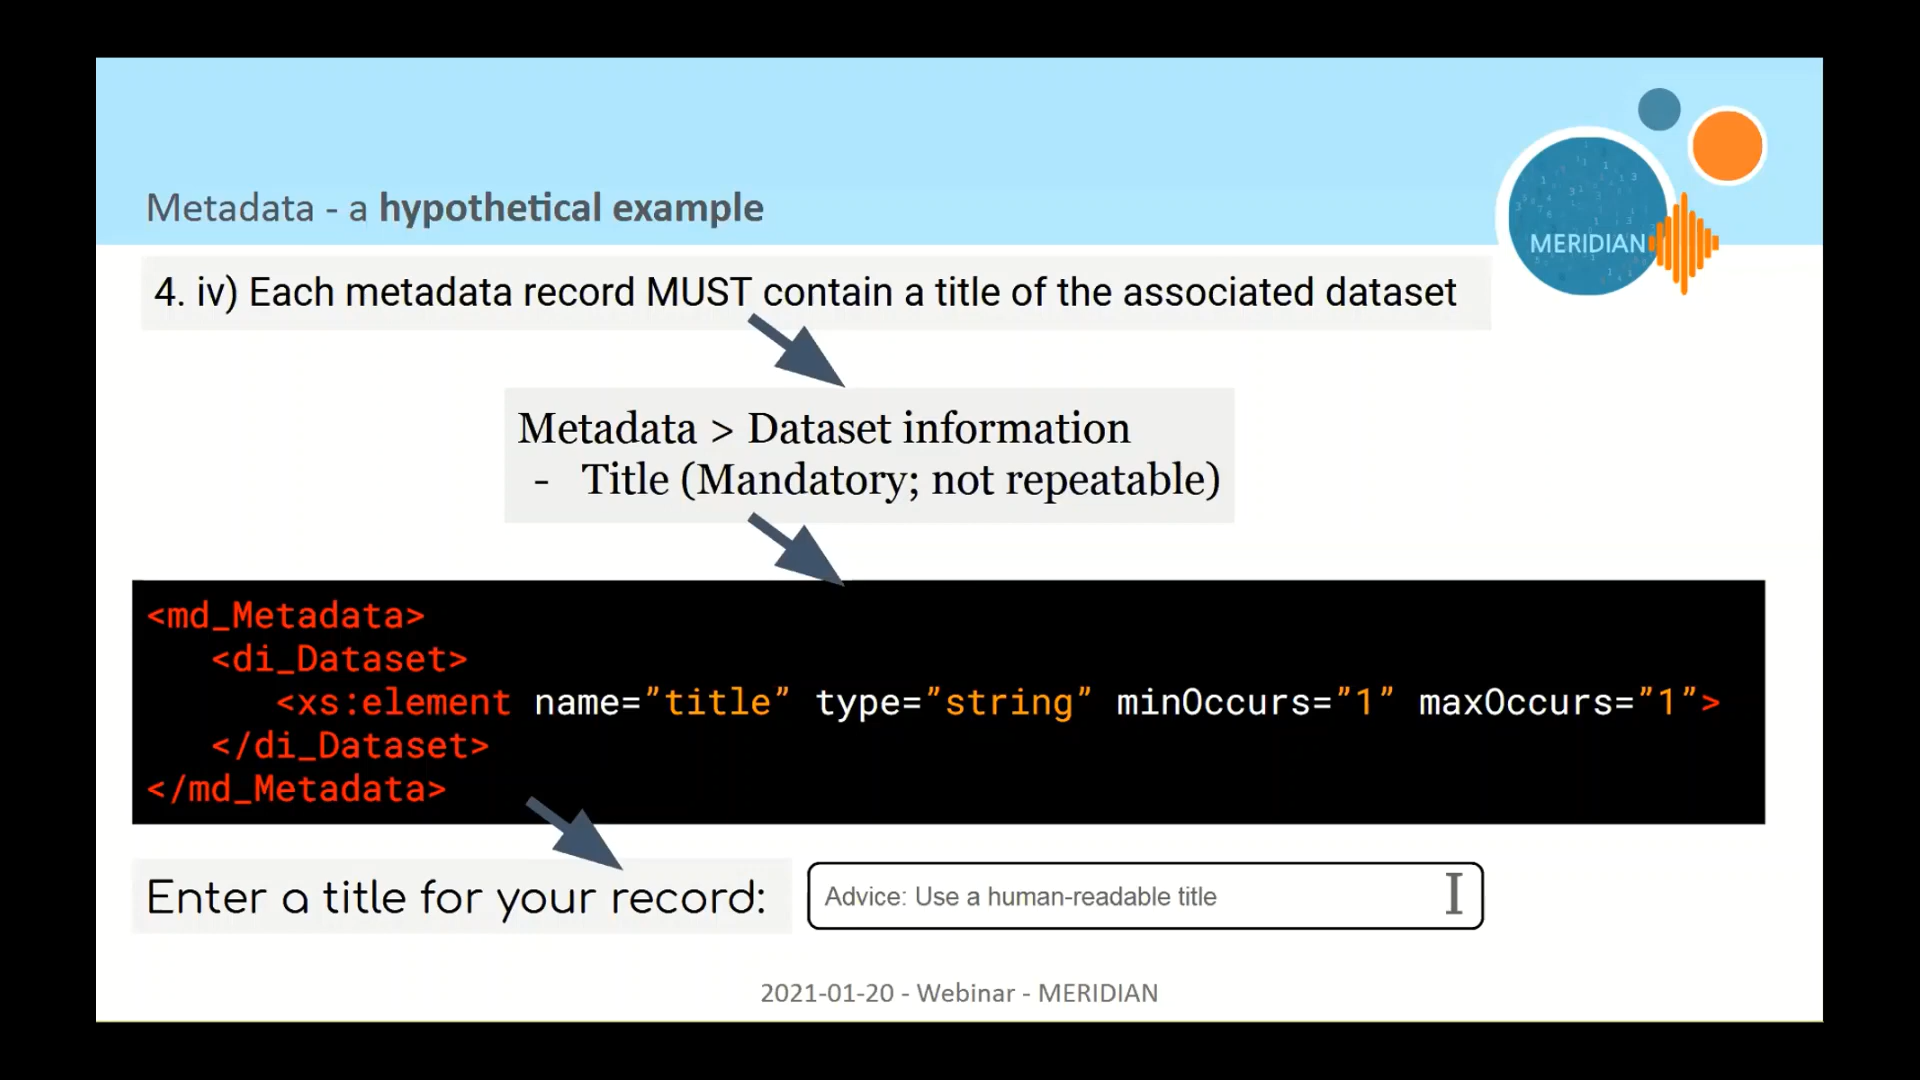 Metadata - a hypothetical example
MERIDIAN
4. iv) Each metadata record MUST contain a title of the associated dataset
Metadata > Dataset information
- Title (Mandatory; not repeatable)
<md_Metadata>
<di_Dataset>
<xs:element name=”title” type=”string” minOccurs=”1” maxOccurs=”1”>
</di_Dataset>
</md_Metadata>
Enter a title for your record:
Advice: Use a human-readable title
2021-01-20 - Webinar - MERIDIAN